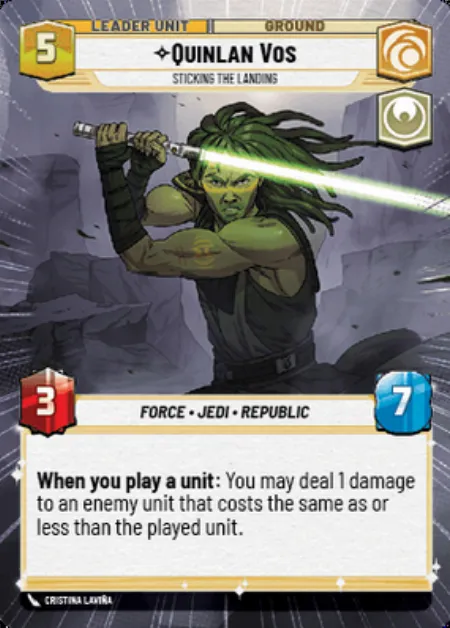 LEADER UNIT GROUND
5 Quinlan Vos
STICKING THE LANDING
3 FORCE • JEDI • REPUBLIC 7
When you play a unit: You may deal 1 damage
to an enemy unit that costs the same as or
less than the played unit.
CRISTINA LAVIÑA